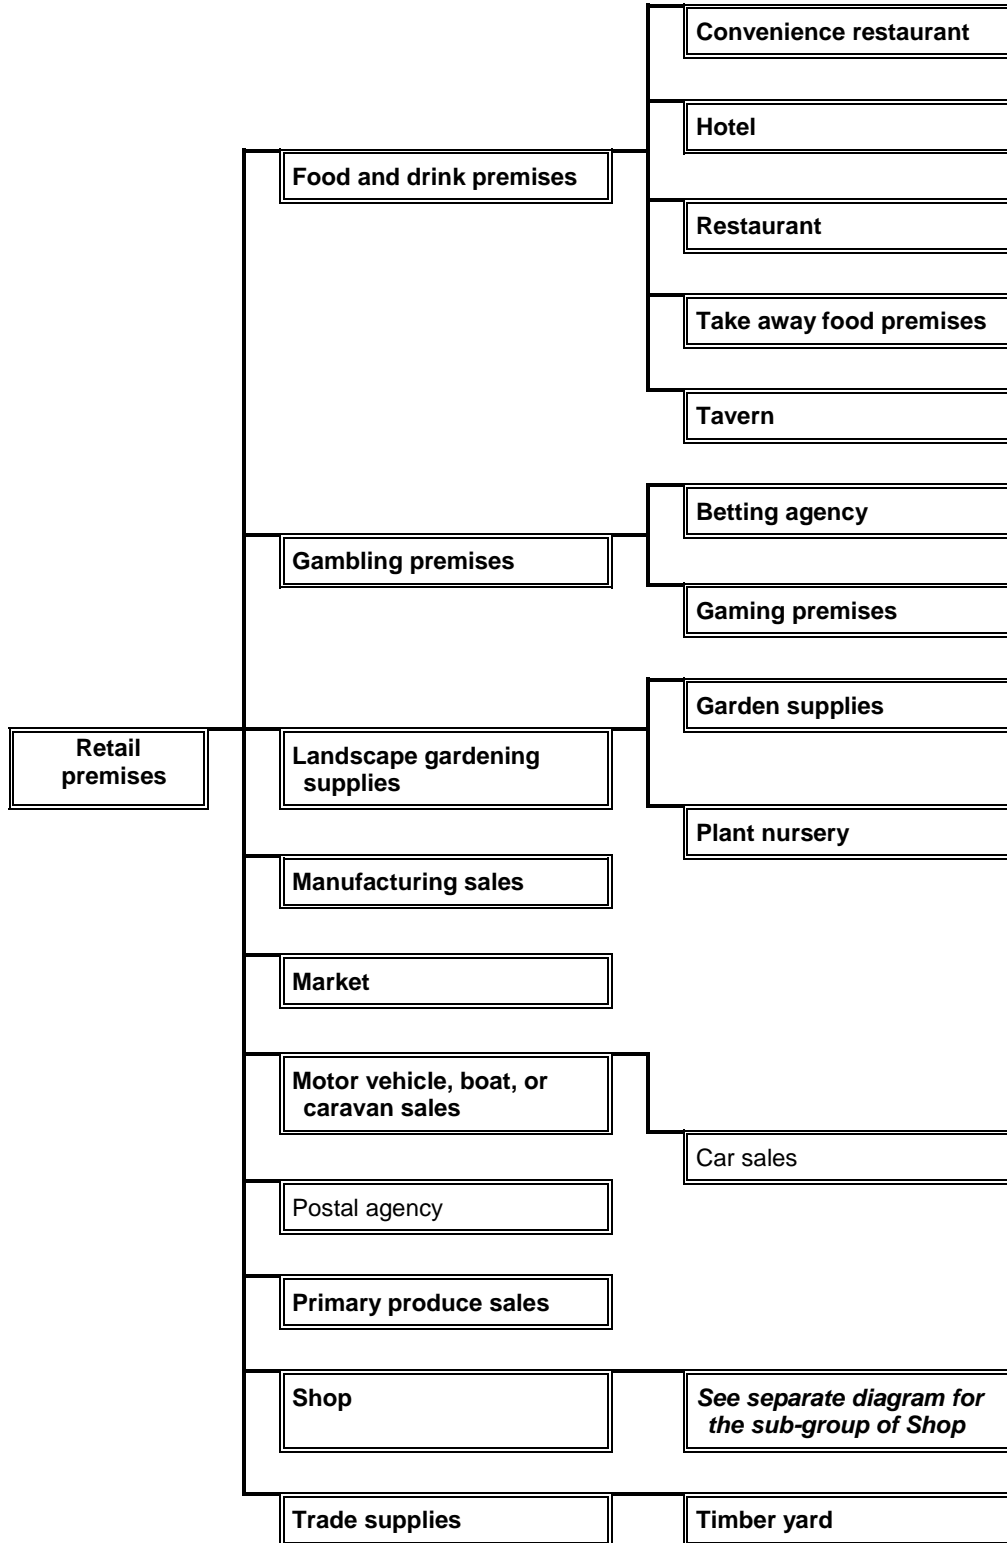 Convenience restaurant
Hotel
Food and drink premises
Restaurant
Take away food premises
Tavern
Betting agency
Gambling premises
Gaming premises
Garden supplies
Retail
premises
Landscape gardening
supplies
Plant nursery
Manufacturing sales
Market
Motor vehicle, boat, or
caravan sales
Car sales
Postal agency
Primary produce sales
Shop
See separate diagram for
the sub-group of Shop
Trade supplies
Timber yard